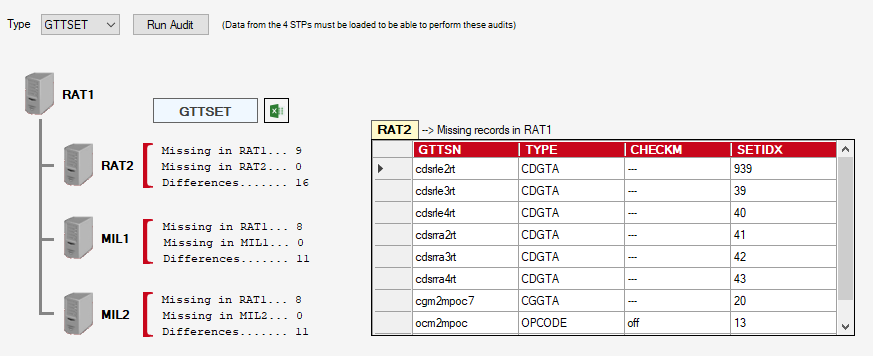 Type GTTSET Run Audit (Data from the 4 STPs must be loaded to be able to perform these audits)
RAT1
GTTSET
RAT2
Missing in RAT1... 9
Missing in RAT2... 0
Differences....... 16
MIL1
Missing in RAT1... 8
Missing in MIL1... 0
Differences....... 11
MIL2
Missing in RAT1... 8
Missing in MIL2... 0
Differences....... 11
RAT2 --> Missing records in RAT1
GTTSN TYPE CHECKM SETIDX
cdsrle2rt CDGTA --- 939
cdsrle3rt CDGTA --- 39
cdsrle4rt CDGTA --- 40
cdsrra2rt CDGTA --- 41
cdsrra3rt CDGTA --- 42
cdsrra4rt CDGTA --- 43
cgm2mpoc7 CGGTA --- 20
ocm2mpoc OPCODE off 13